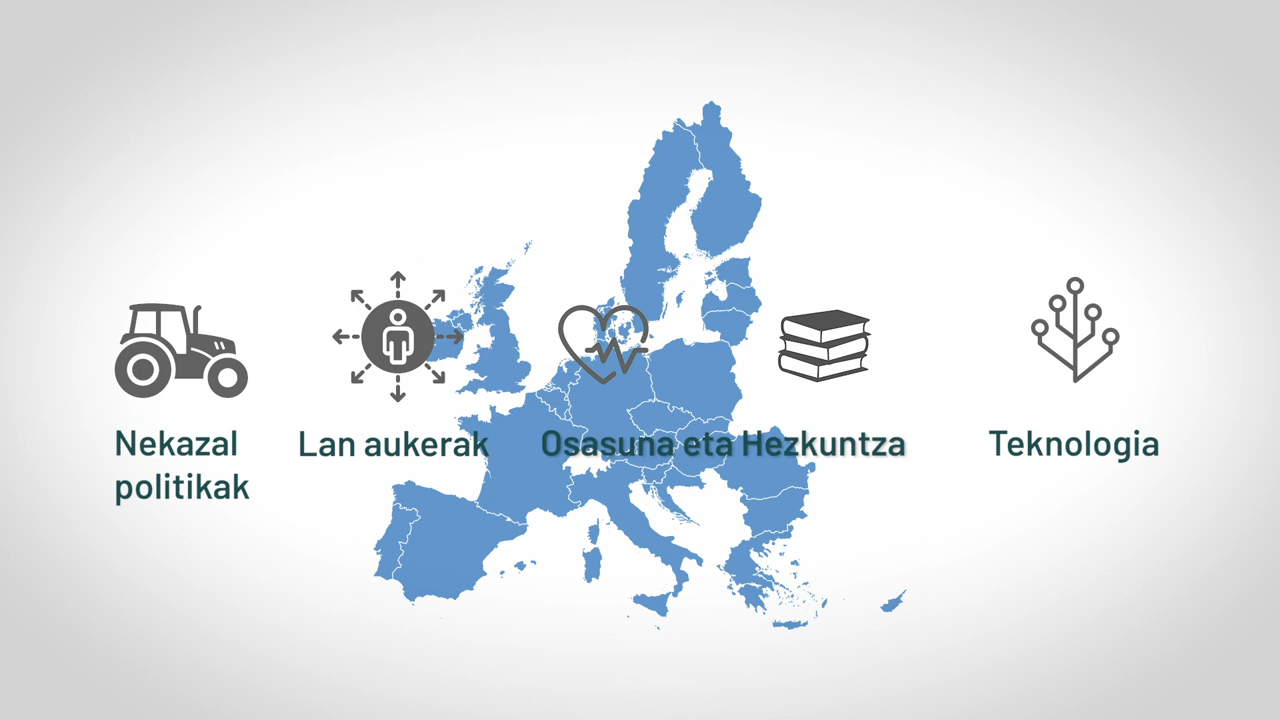 Nekazal
politikak
Lan aukerak
Osasuna eta Hezkuntza
Teknologia